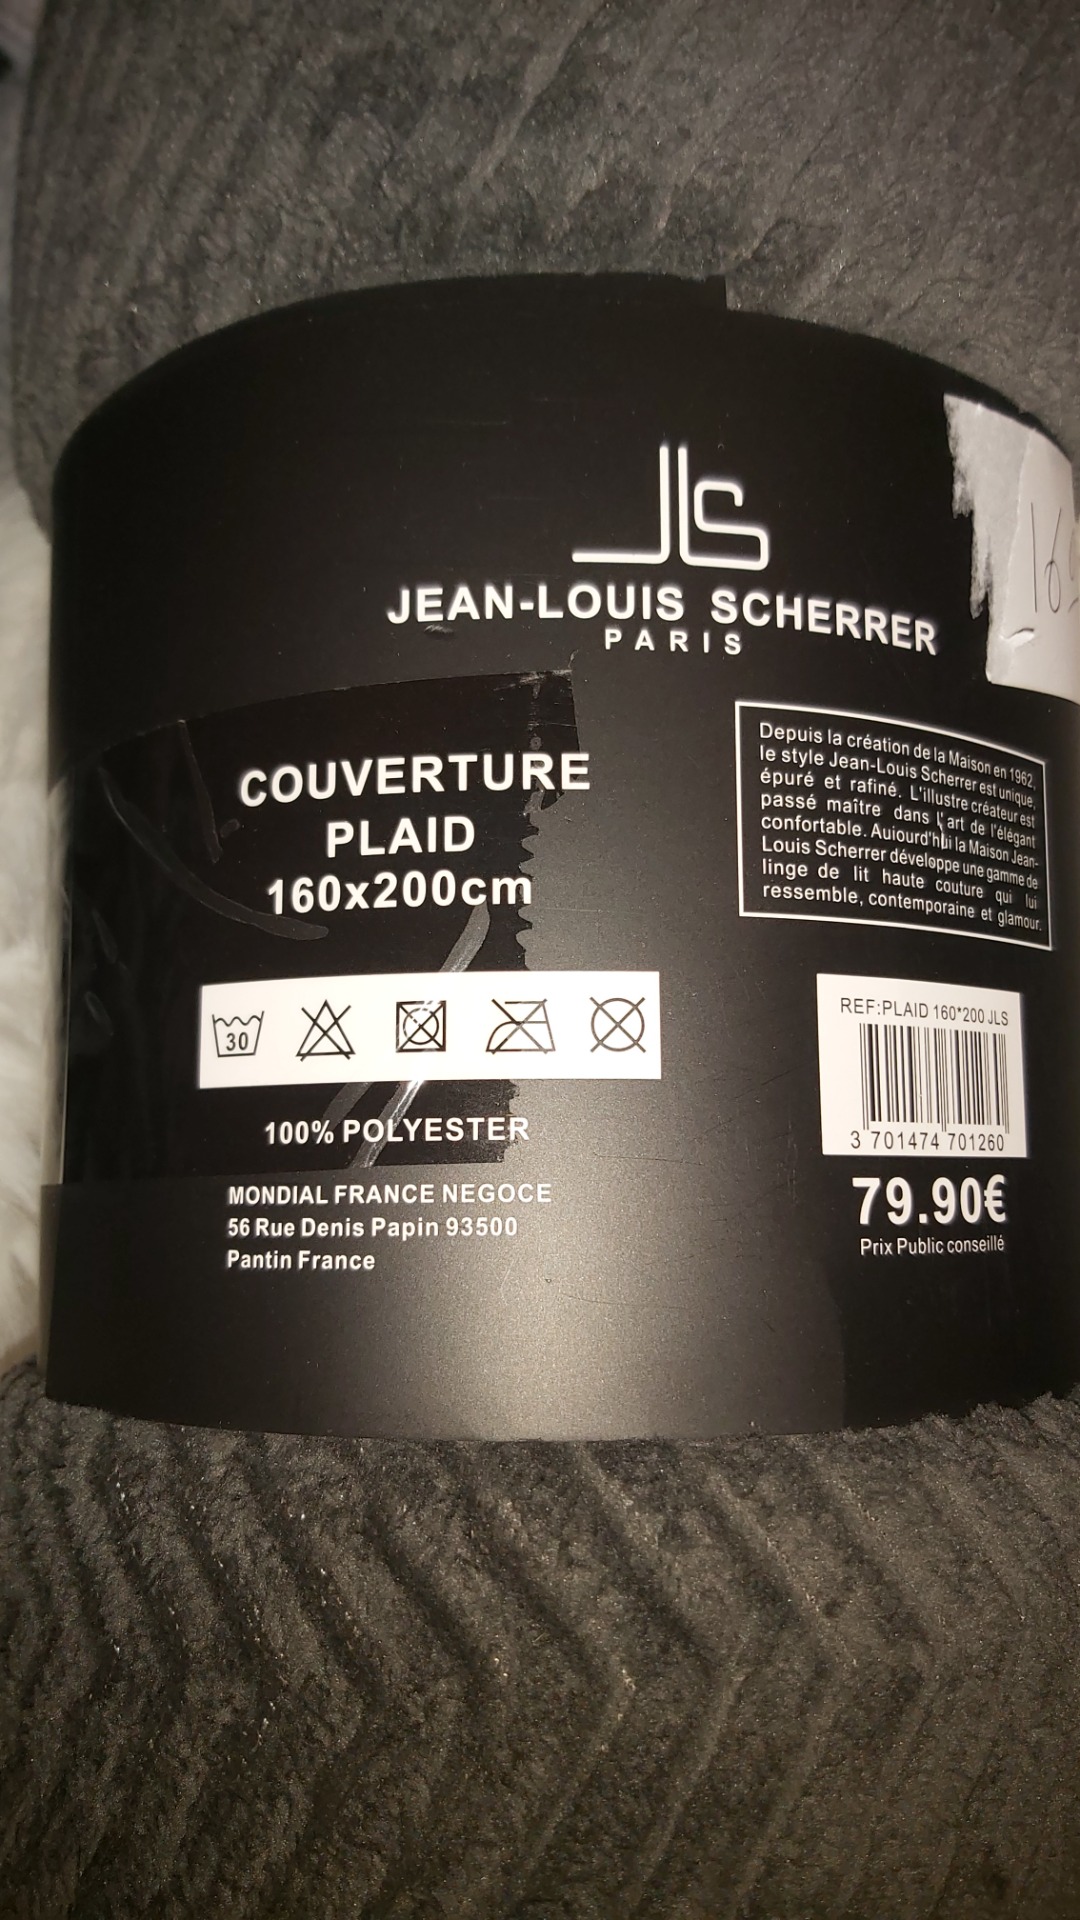 JLS
JEAN-LOUIS SCHERRER
PARIS
COUVERTURE
PLAID
160x200cm
30
100% POLYESTER
MONDIAL FRANCE NEGOCE
56 Rue Denis Papin 93500
Pantin France
Depuis la création de la Maison en 1962,
le style Jean-Louis Scherrer est unique,
épuré et rafiné. L'illustre créateur est
passé maître dans l'art de l'élégant
confortable. Auiourd'hui la Maison Jean-
Louis Scherrer développe une gamme de
linge de lit haute couture qui lui
ressemble, contemporaine et glamour.
REF:PLAID 160*200 JLS
3 701474 701260
79.90€
Prix Public conseillé